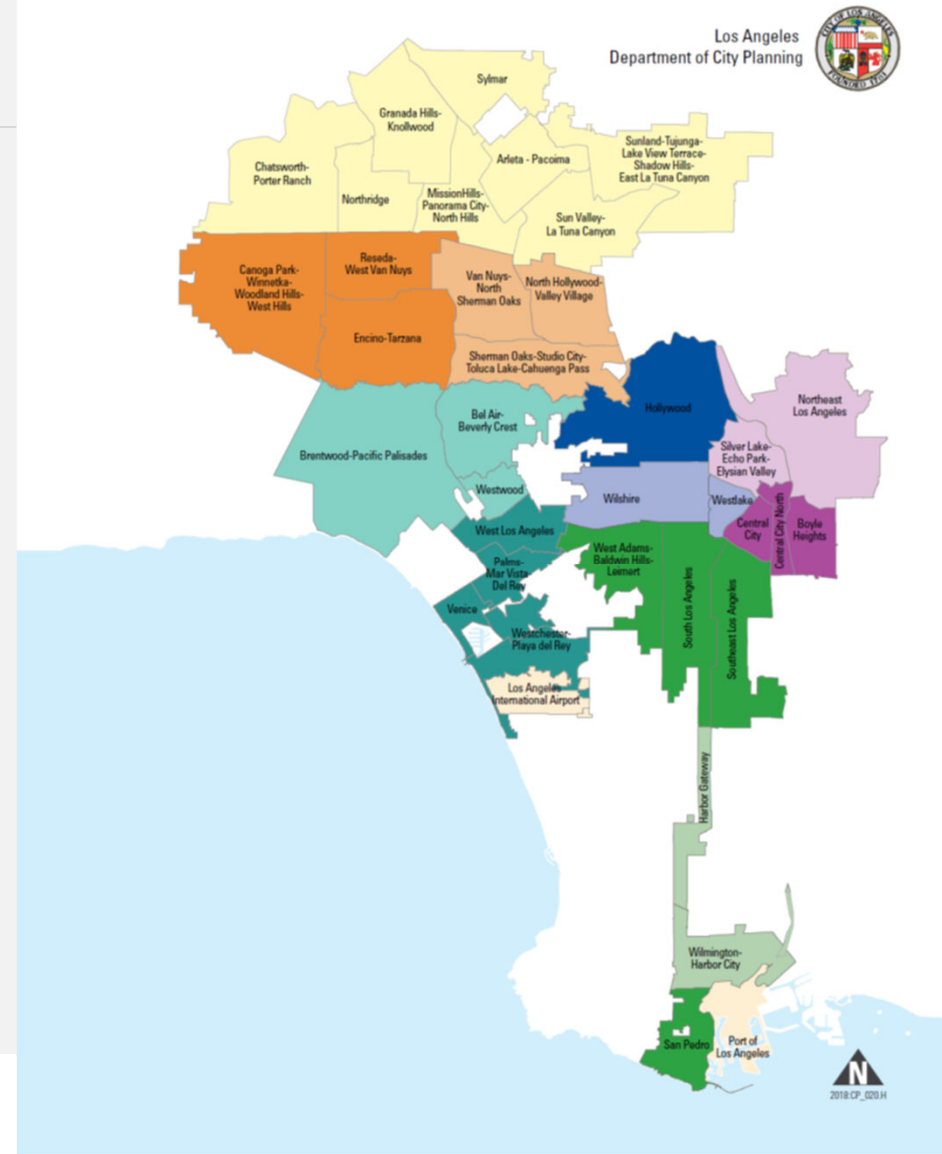 Los Angeles
Department of City Planning
CITY OF LOS ANGELES
FOUNDED 1781
Sylmar
Granada Hills-
Knollwood
Sunland-Tujunga-
Lake View Terrace-
Shadow Hills-
East La Tuna Canyon
Arleta - Pacoima
Chatsworth-
Porter Ranch
Northridge
MissionHills-
Panorama City-
North Hills
Sun Valley-
La Tuna Canyon
Canoga Park-
Winnetka-
Woodland Hills-
West Hills
Reseda-
West Van Nuys
Van Nuys-
North
Sherman Oaks
North Hollywood-
Valley Village
Encino-Tarzana
Sherman Oaks-Studio City-
Toluca Lake-Cahuenga Pass
Hollywood
Northeast
Los Angeles
Bel Air-
Beverly Crest
Brentwood-Pacific Palisades
Silver Lake-
Echo Park-
Elysian Valley
Westwood
Wilshire
Westlake
Central
City
Central City North
Boyle
Heights
West Los Angeles
West Adams-
Baldwin Hills-
Leimert
Palms-
Mar Vista-
Del Rey
Venice
South Los Angeles
Southeast Los Angeles
Westchester-
Playa del Rey
Los Angeles
International Airport
Harbor Gateway
Wilmington-
Harbor City
San Pedro
Port of
Los Angeles
N
2018:CP_020.H